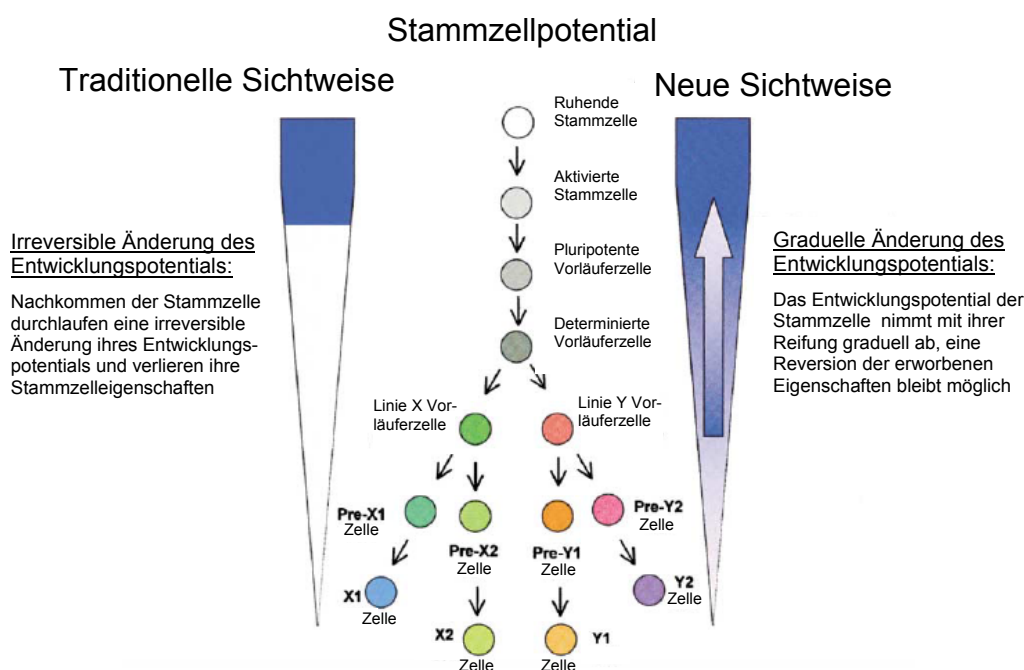 Stammzellpotential
Traditionelle Sichtweise
Neue Sichtweise
Irreversible Änderung des
Entwicklungspotentials:
Nachkommen der Stammzelle
durchlaufen eine irreversible
Änderung ihres Entwicklungs-
potentials und verlieren ihre
Stammzelleigenschaften
Ruhende
Stammzelle
Aktivierte
Stammzelle
Pluripotente
Vorläuferzelle
Determinierte
Vorläuferzelle
Linie X Vor-
läuferzelle
Linie Y Vor-
läuferzelle
Pre-X1
Zelle
Pre-X2
Zelle
Pre-Y1
Zelle
Pre-Y2
Zelle
X1
Zelle
X2
Zelle
Y1
Zelle
Y2
Zelle
Graduelle Änderung des
Entwicklungspotentials:
Das Entwicklungspotential der
Stammzelle nimmt mit ihrer
Reifung graduell ab, eine
Reversion der erworbenen
Eigenschaften bleibt möglich